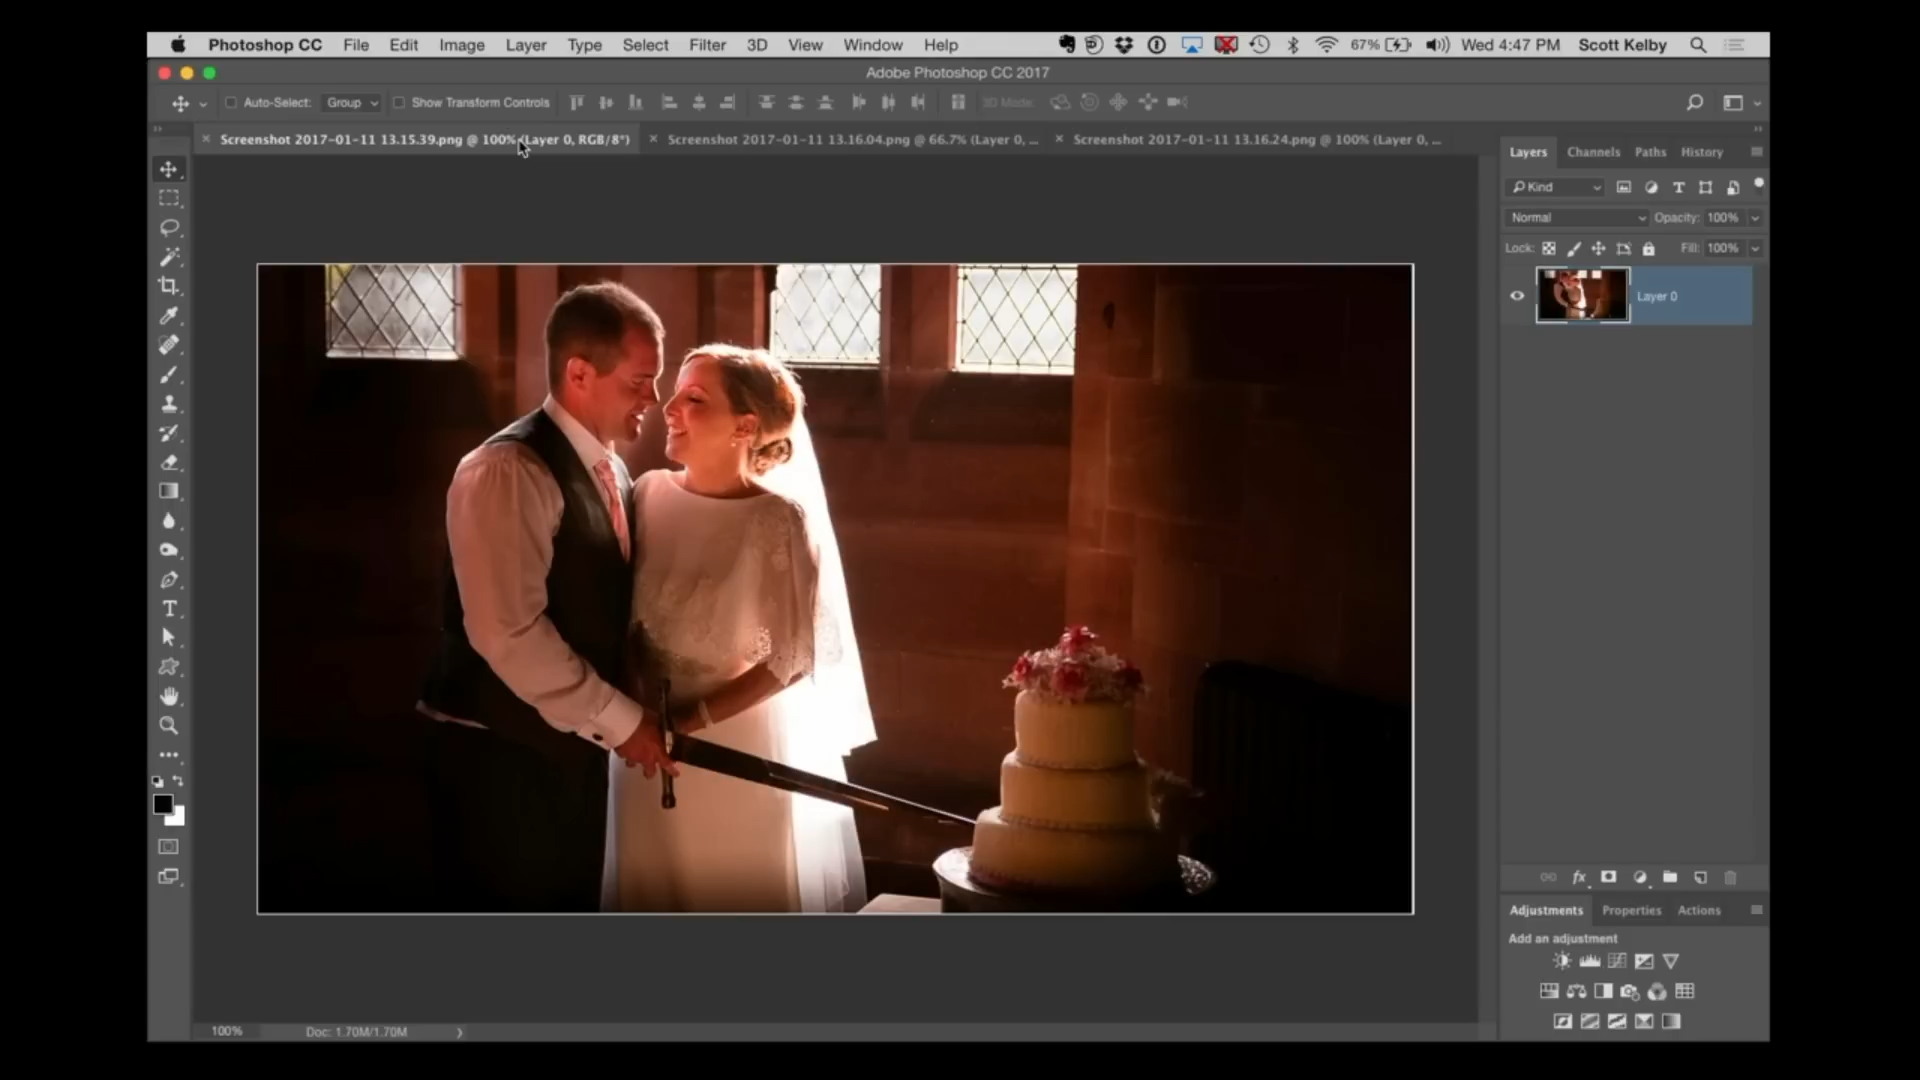 Photoshop CC File Edit Image Layer Type Select Filter 3D View Window Help 67% Wed 4:47 PM Scott Kelby
Adobe Photoshop CC 2017
Auto-Select: Group Show Transform Controls 3D Mode:
Screenshot 2017-01-11 13.15.39.png @ 100% (Layer 0, RGB/8*) Screenshot 2017-01-11 13.16.04.png @ 66.7% (Layer 0, ... Screenshot 2017-01-11 13.16.24.png @ 100% (Layer 0, ...
Layers Channels Paths History
Kind
Normal Opacity: 100%
Lock: Fill: 100%
Layer 0
fx
Adjustments Properties Actions
Add an adjustment
100% Doc: 1.70M/1.70M